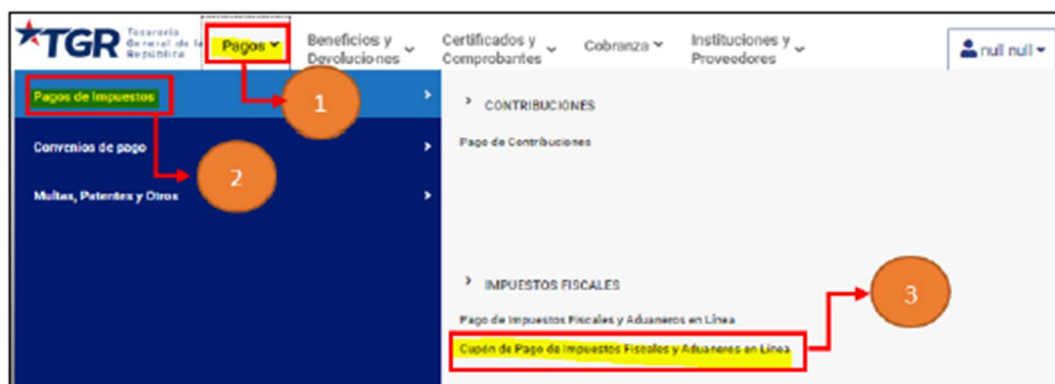 TGR
Tesorería
General de la
República
Pagos
Beneficios y
Devoluciones
Certificados y
Comprobantes
Cobranza
Instituciones y
Proveedores
null null
Pagos de Impuestos
1
CONTRIBUCIONES
Convenios de pago
Pago de Contribuciones
2
Multas, Patentes y Otros
IMPUESTOS FISCALES
3
Pago de Impuestos Fiscales y Aduaneros en Línea
Cupón de Pago de Impuestos Fiscales y Aduaneros en Línea